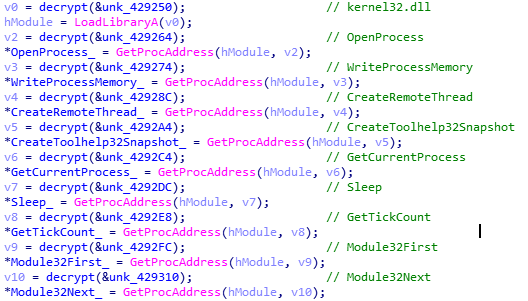 v0 = decrypt(&unk_429250); // kernel32.dll
hModule = LoadLibraryA(v0);
v2 = decrypt(&unk_429264); // OpenProcess
*OpenProcess_ = GetProcAddress(hModule, v2);
v3 = decrypt(&unk_429274); // WriteProcessMemory
*WriteProcessMemory_ = GetProcAddress(hModule, v3);
v4 = decrypt(&unk_42928C); // CreateRemoteThread
*CreateRemoteThread_ = GetProcAddress(hModule, v4);
v5 = decrypt(&unk_4292A4); // CreateToolhelp32Snapshot
*CreateToolhelp32Snapshot_ = GetProcAddress(hModule, v5);
v6 = decrypt(&unk_4292C4); // GetCurrentProcess
*GetCurrentProcess_ = GetProcAddress(hModule, v6);
v7 = decrypt(&unk_4292DC); // Sleep
*Sleep_ = GetProcAddress(hModule, v7);
v8 = decrypt(&unk_4292E8); // GetTickCount
*GetTickCount_ = GetProcAddress(hModule, v8);
v9 = decrypt(&unk_4292FC); // Module32First
*Module32First_ = GetProcAddress(hModule, v9);
v10 = decrypt(&unk_429310); // Module32Next
*Module32Next_ = GetProcAddress(hModule, v10);